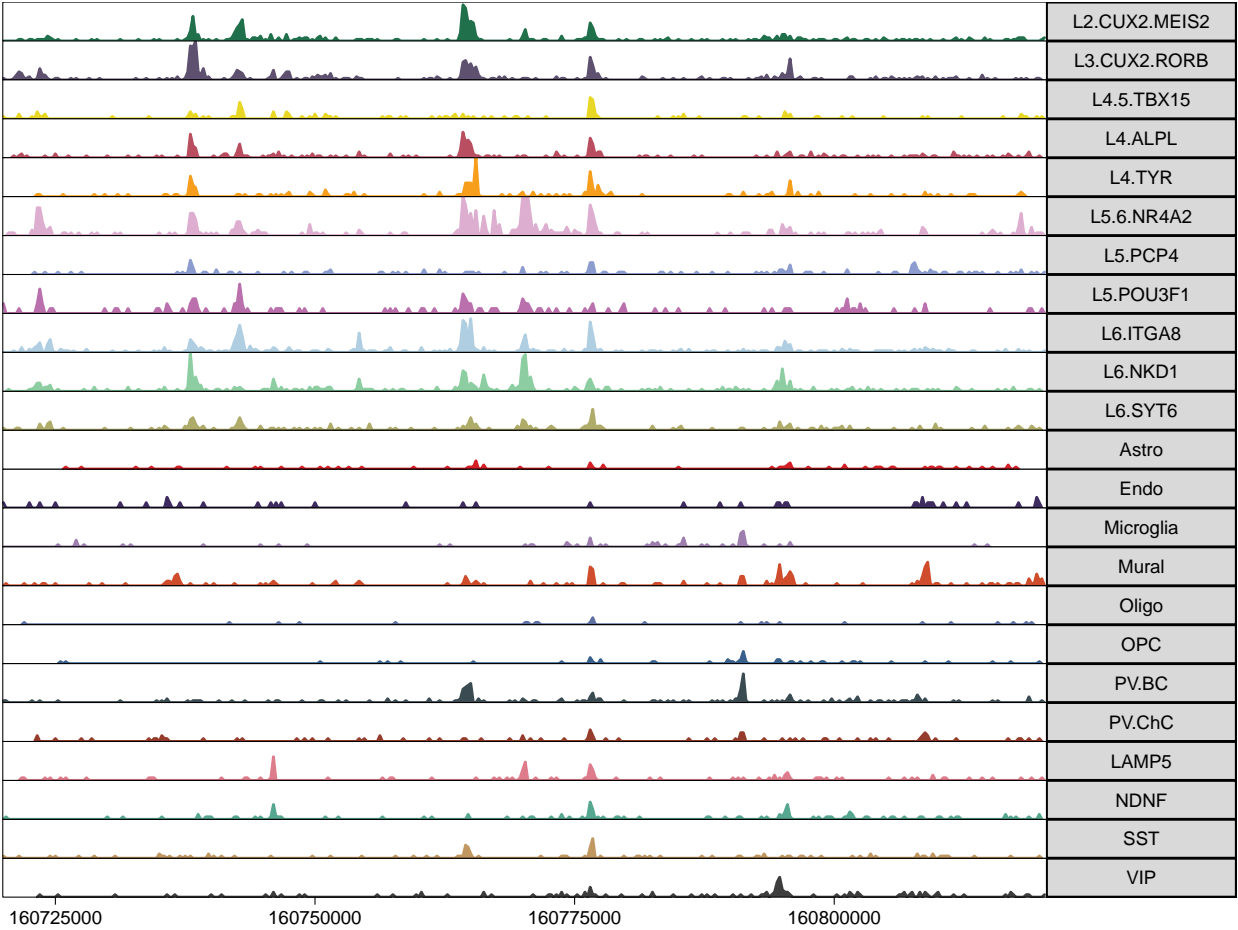 L2.CUX2.MEIS2
L3.CUX2.RORB
L4.5.TBX15
L4.ALPL
L4.TYR
L5.6.NR4A2
L5.PCP4
L5.POU3F1
L6.ITGA8
L6.NKD1
L6.SYT6
Astro
Endo
Microglia
Mural
Oligo
OPC
PV.BC
PV.ChC
LAMP5
NDNF
SST
VIP
160725000 160750000 160775000 160800000